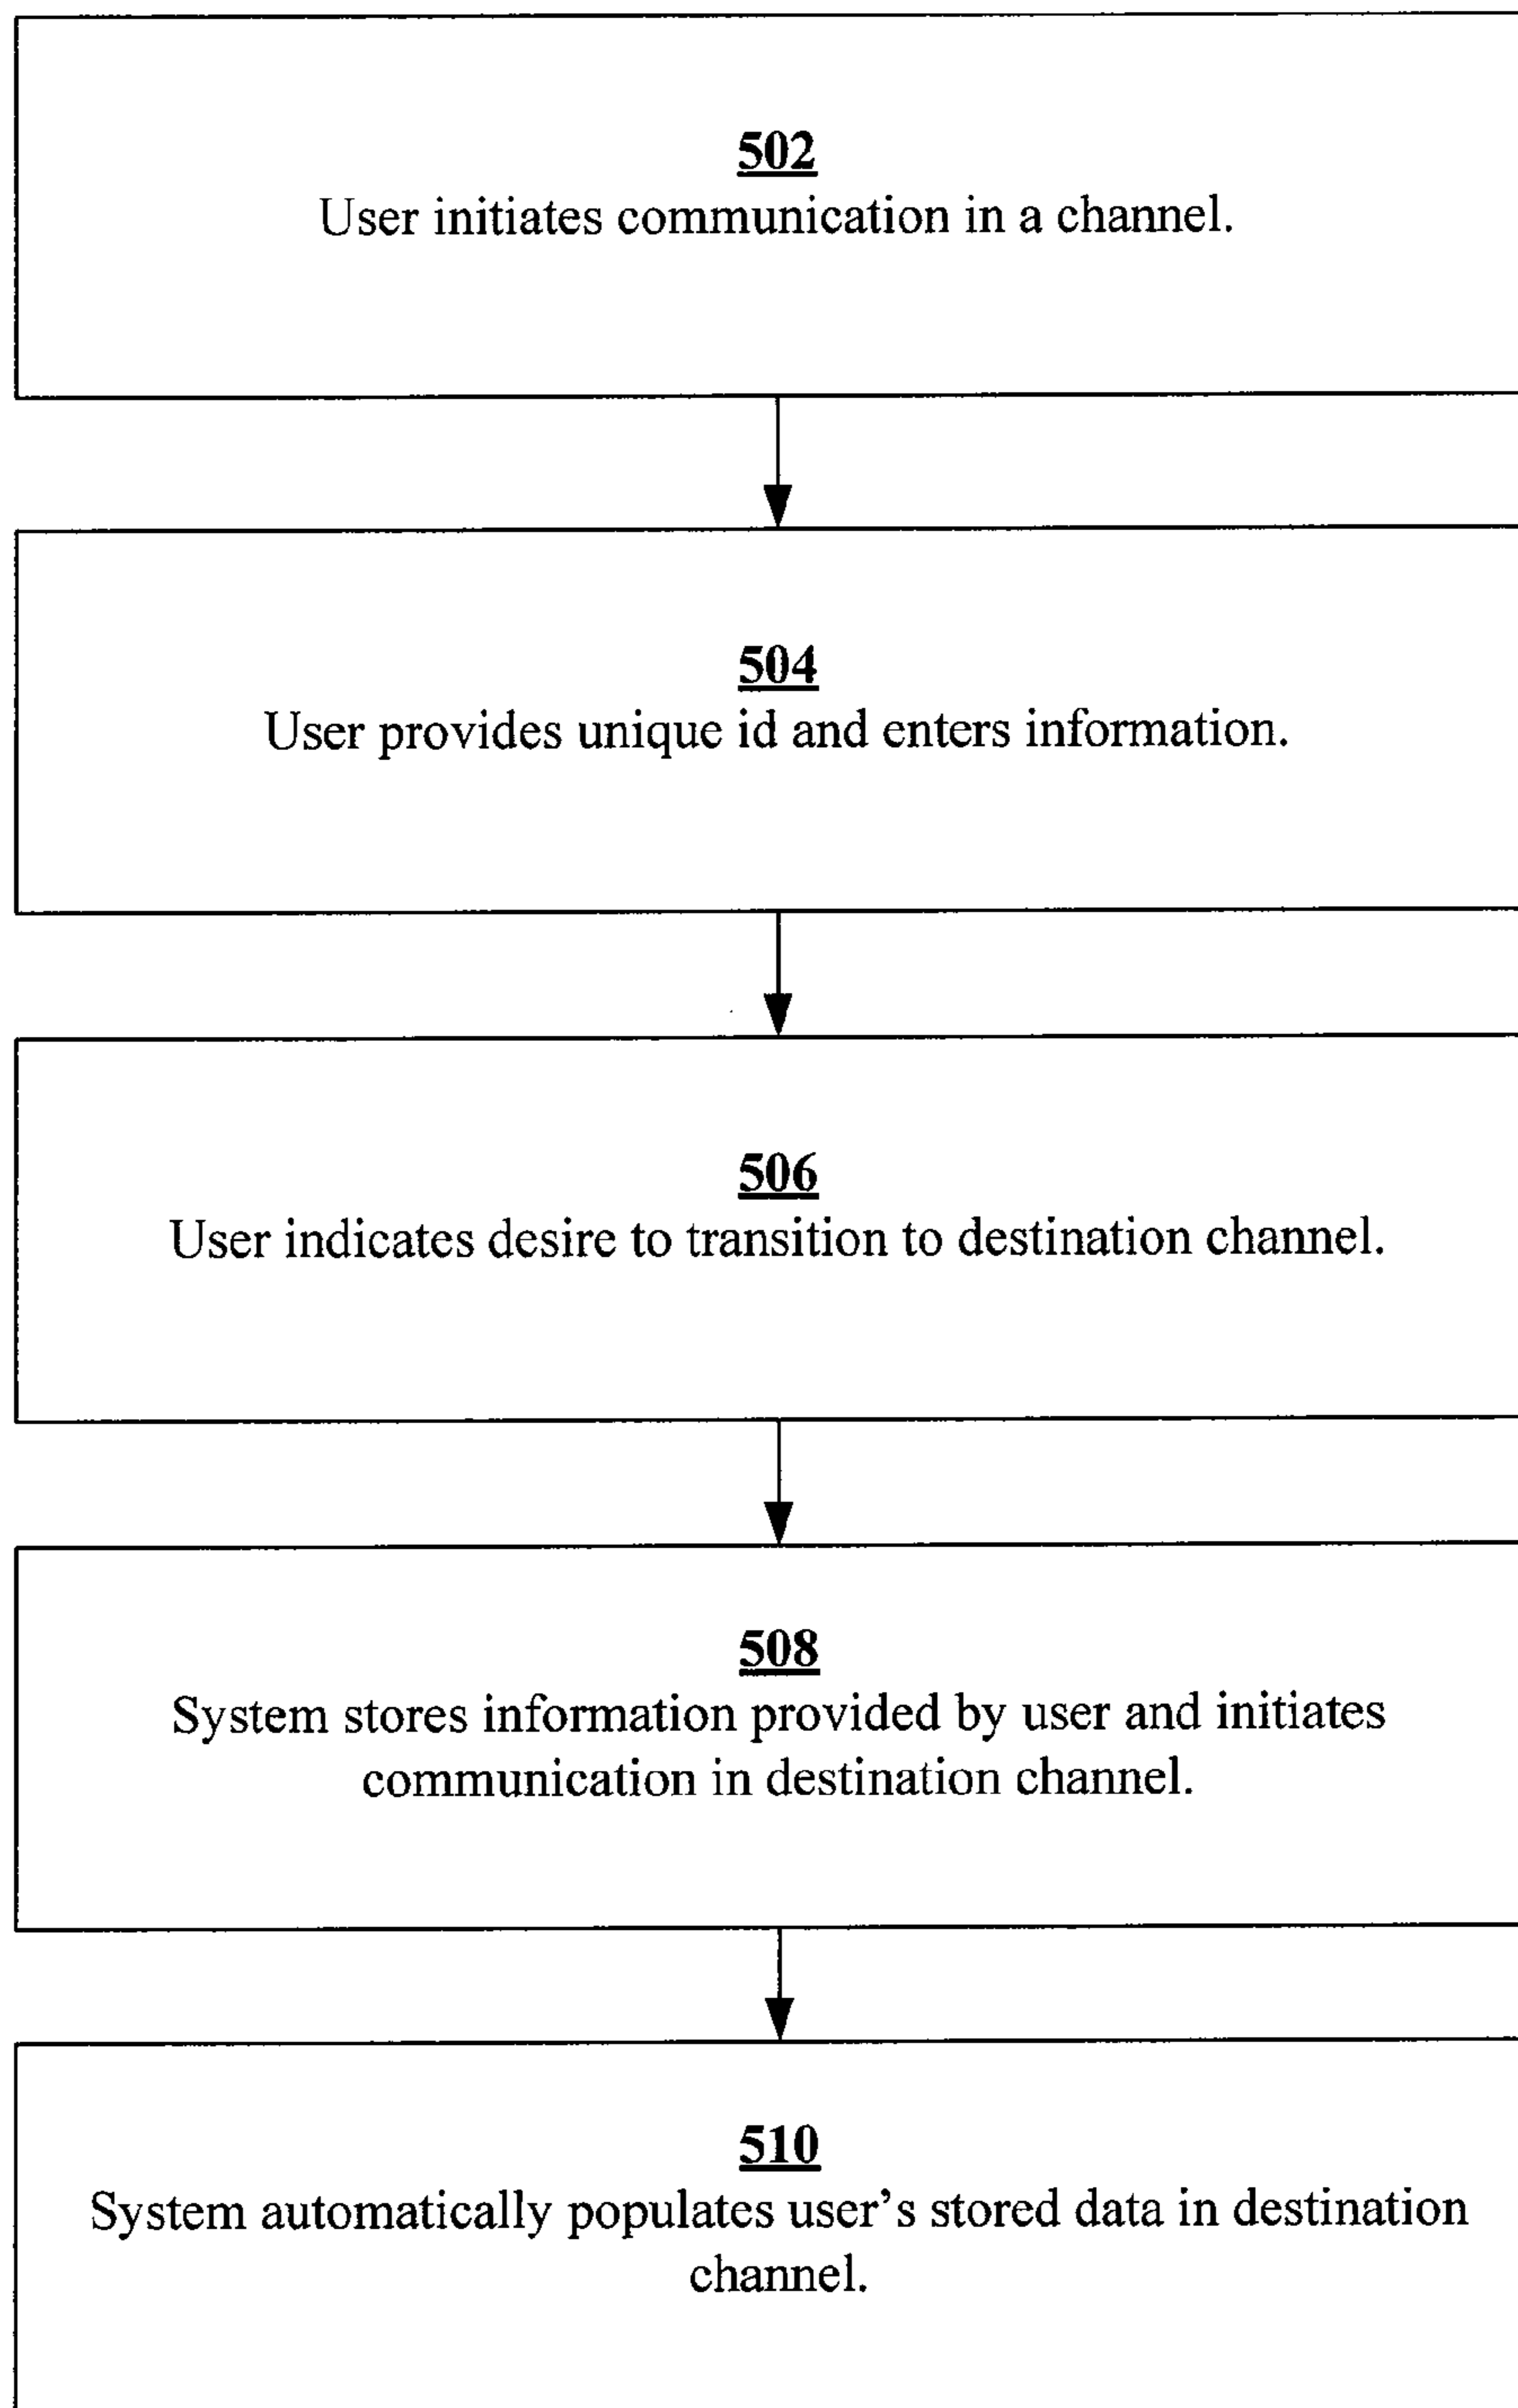 502
User initiates communication in a channel.
504
User provides unique id and enters information.
506
User indicates desire to transition to destination channel.
508
System stores information provided by user and initiates
communication in destination channel.
510
System automatically populates user’s stored data in destination
channel.